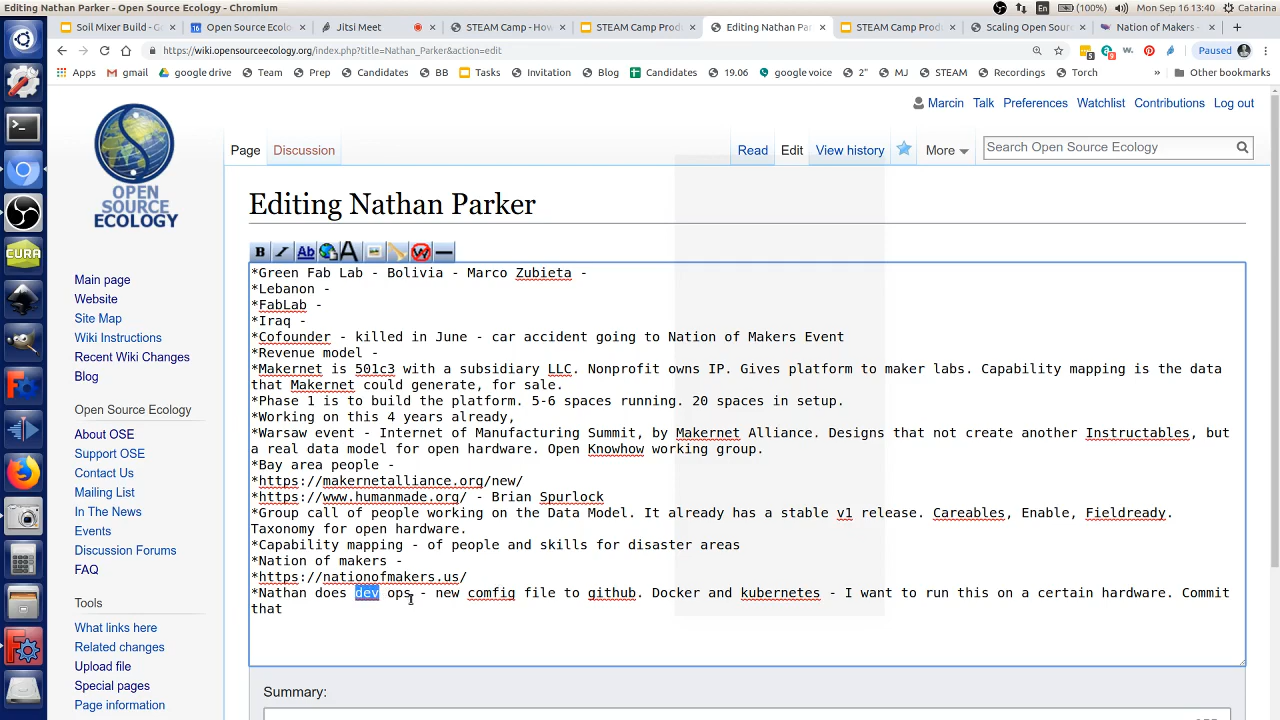 Editing Nathan Parker - Open Source Ecology - Chromium
En (100%) Mon Sep 16 13:40 Catarina
Soil Mixer Build - G × Open Source Eco × Jitsi Meet × STEAM Camp - How × STEAM Camp Prod × Editing Nathan Par × STEAM Camp Prod × Scaling Open Sour × Nation of Makers - ×
https://wiki.opensourceecology.org/index.php?title=Nathan_Parker&action=edit Paused
Apps gmail google drive Team Prep Candidates BB Tasks Invitation Blog Candidates 19.06 google voice 2" MJ STEAM Recordings Torch » Other bookmarks
Marcin Talk Preferences Watchlist Contributions Log out
Page Discussion Read Edit View history More Search Open Source Ecology
OPEN
SOURCE
ECOLOGY
Editing Nathan Parker
B I Ab A W
Main page
Website
Site Map
Wiki Instructions
Recent Wiki Changes
Blog
Open Source Ecology
About OSE
Support OSE
Contact Us
Mailing List
In The News
Events
Discussion Forums
FAQ
Tools
What links here
Related changes
Upload file
Special pages
Page information
CURA
*Green Fab Lab - Bolivia - Marco Zubieta -
*Lebanon -
*FabLab -
*Iraq -
*Cofounder - killed in June - car accident going to Nation of Makers Event
*Revenue model -
*Makernet is 501c3 with a subsidiary LLC. Nonprofit owns IP. Gives platform to maker labs. Capability mapping is the data
that Makernet could generate, for sale.
*Phase 1 is to build the platform. 5-6 spaces running. 20 spaces in setup.
*Working on this 4 years already,
*Warsaw event - Internet of Manufacturing Summit, by Makernet Alliance. Designs that not create another Instructables, but
a real data model for open hardware. Open Knowhow working group.
*Bay area people -
*https://makernetalliance.org/new/
*https://www.humanmade.org/ - Brian Spurlock
*Group call of people working on the Data Model. It already has a stable v1 release. Careables, Enable, Fieldready.
Taxonomy for open hardware.
*Capability mapping - of people and skills for disaster areas
*Nation of makers -
*https://nationofmakers.us/
*Nathan does dev ops - new comfig file to github. Docker and kubernetes - I want to run this on a certain hardware. Commit
that
Summary: